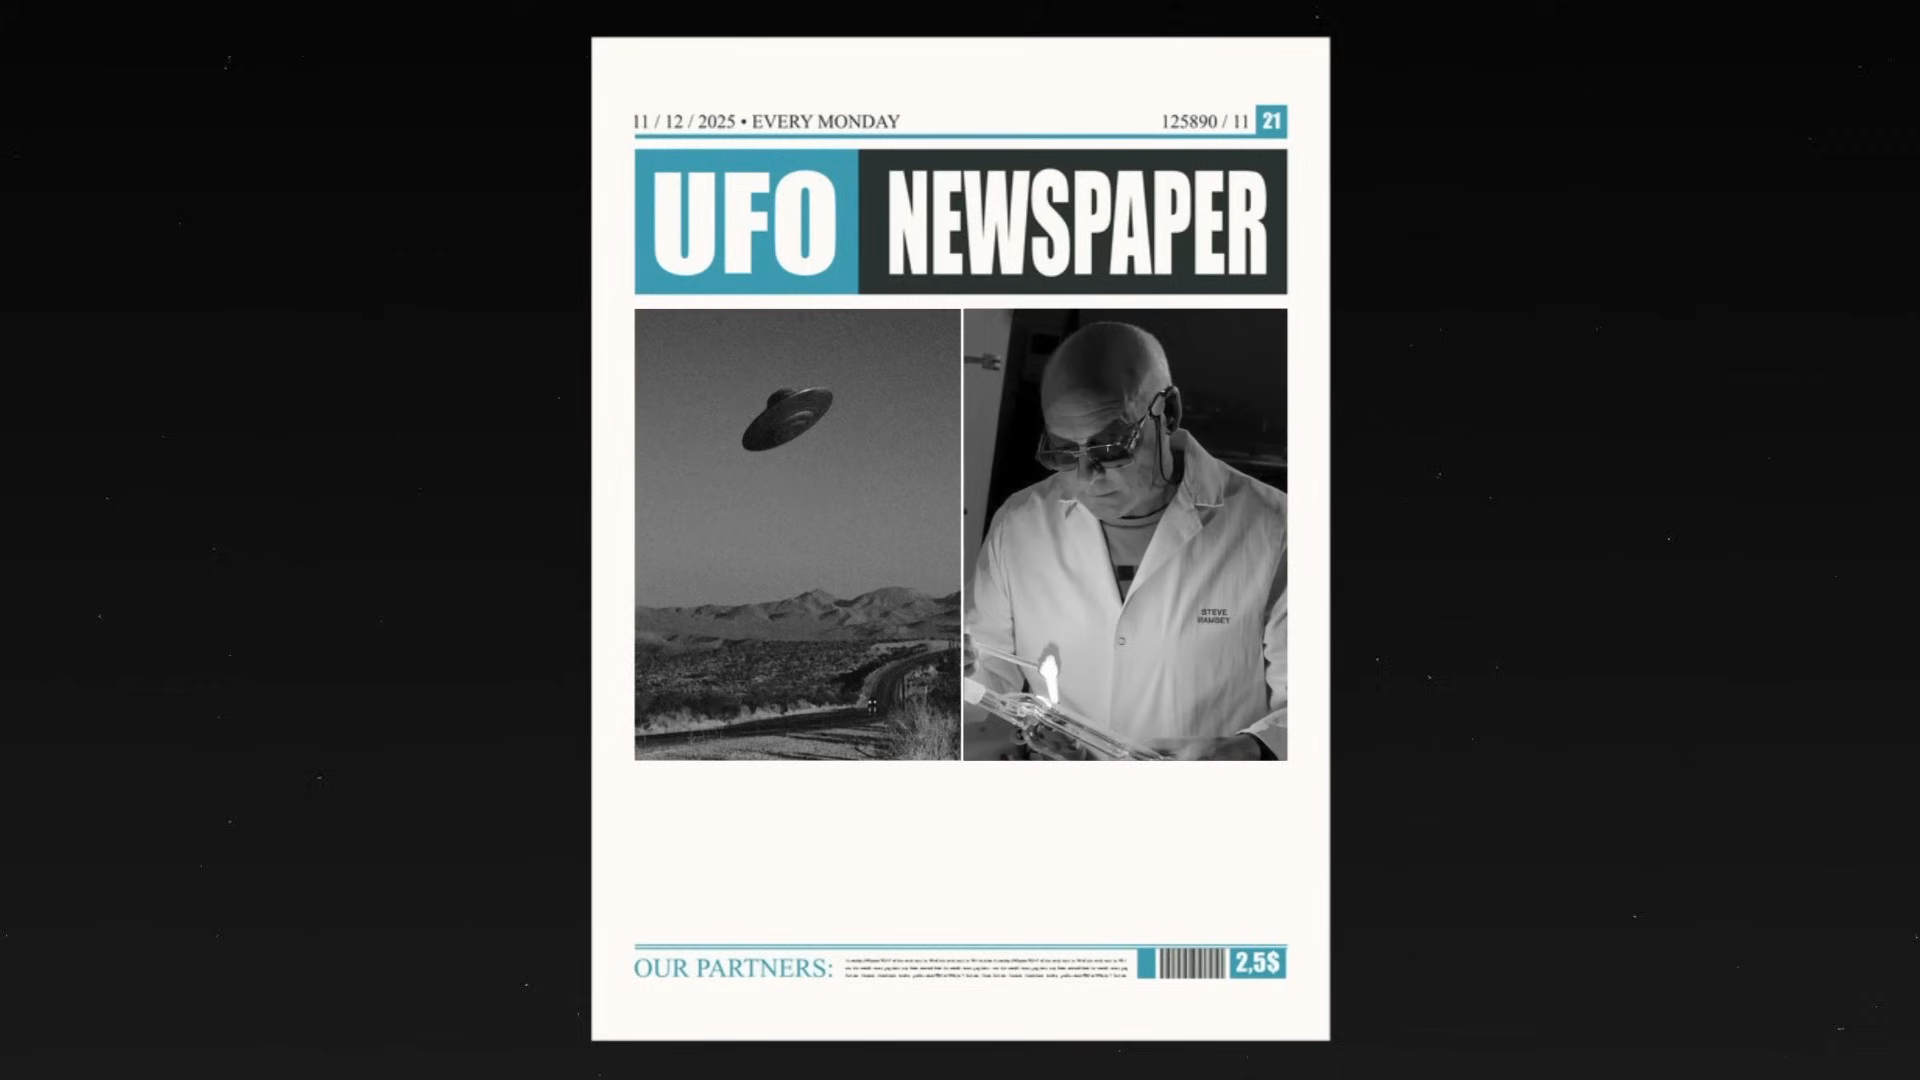 11 / 12 / 2025 • EVERY MONDAY
125890 / 11 21
UFO NEWSPAPER
STEVE
RAMSEY
OUR PARTNERS:
2,5$